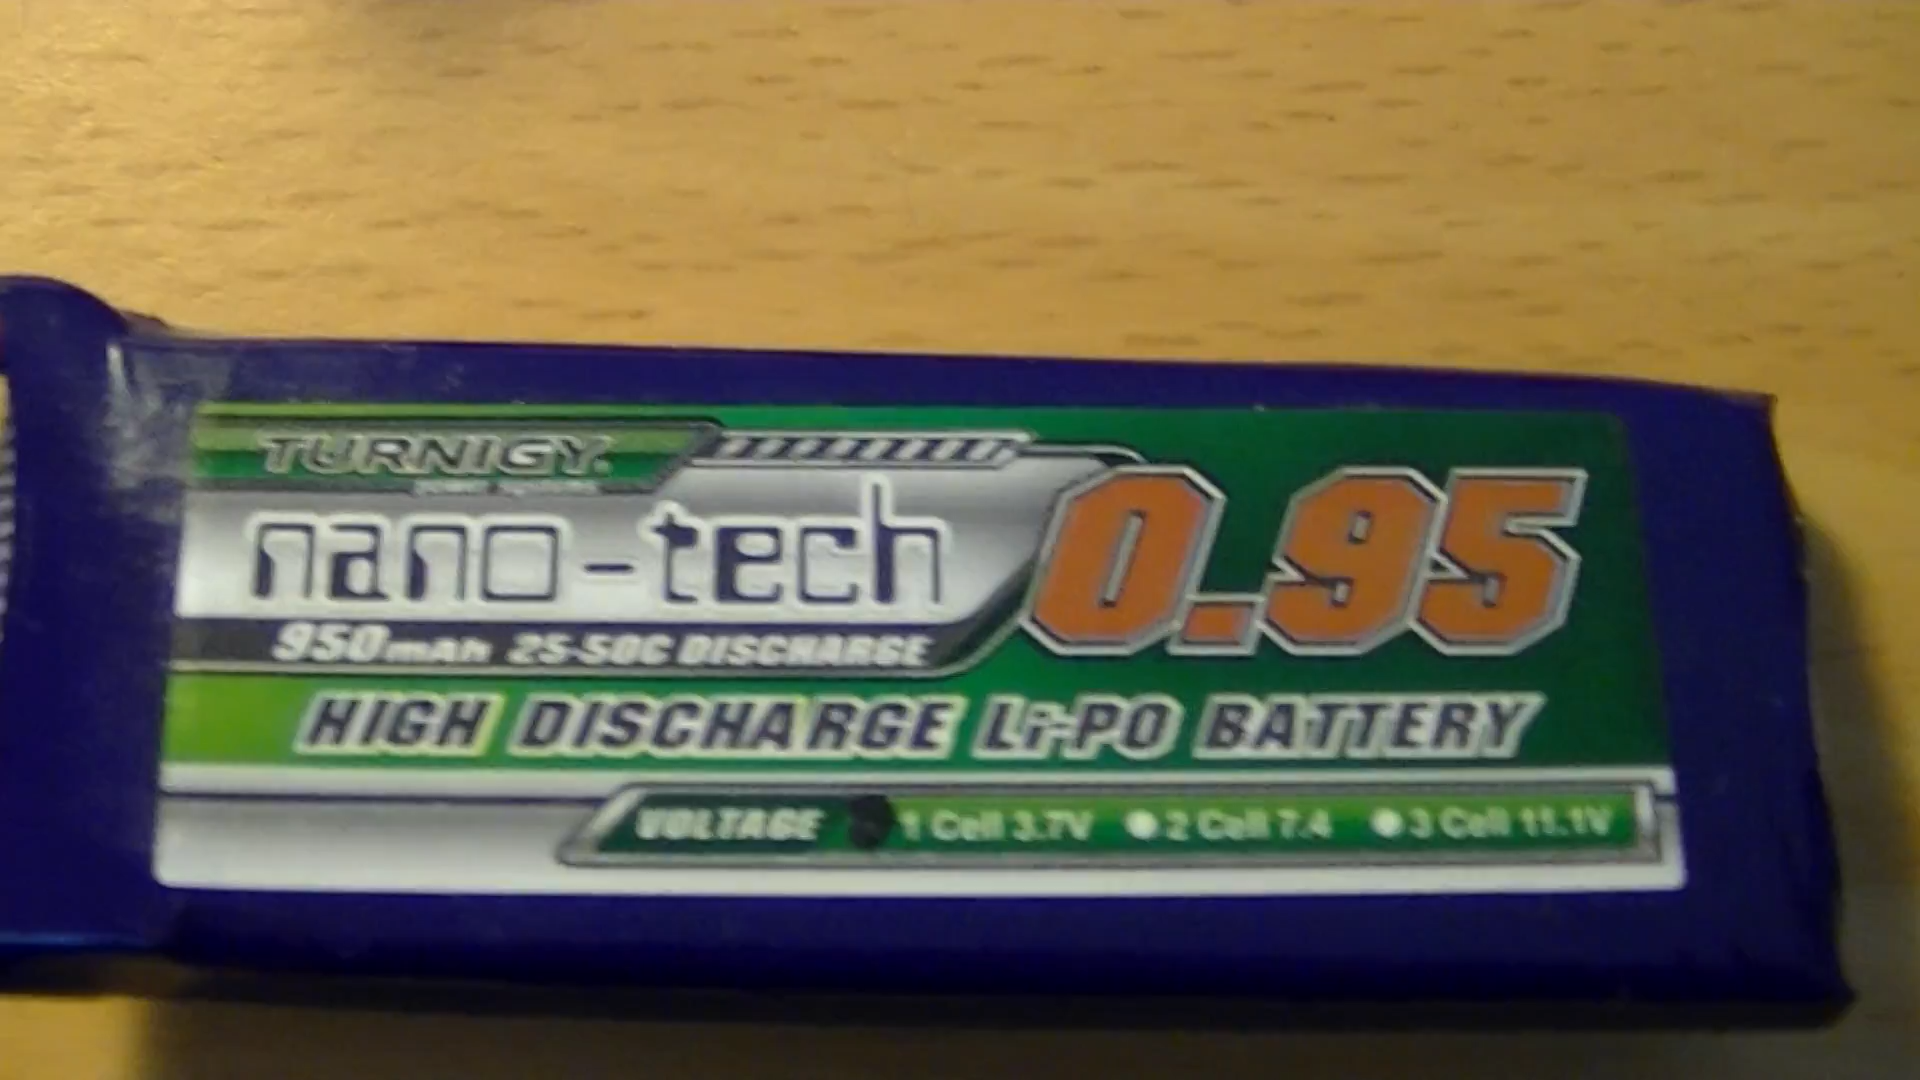 TURNIGY
nano-tech
0.95
950mAh 25-50C DISCHARGE
HIGH DISCHARGE Li-PO BATTERY
VOLTAGE 1 Cell 3.7V 2 Cell 7.4 3 Cell 11.1V